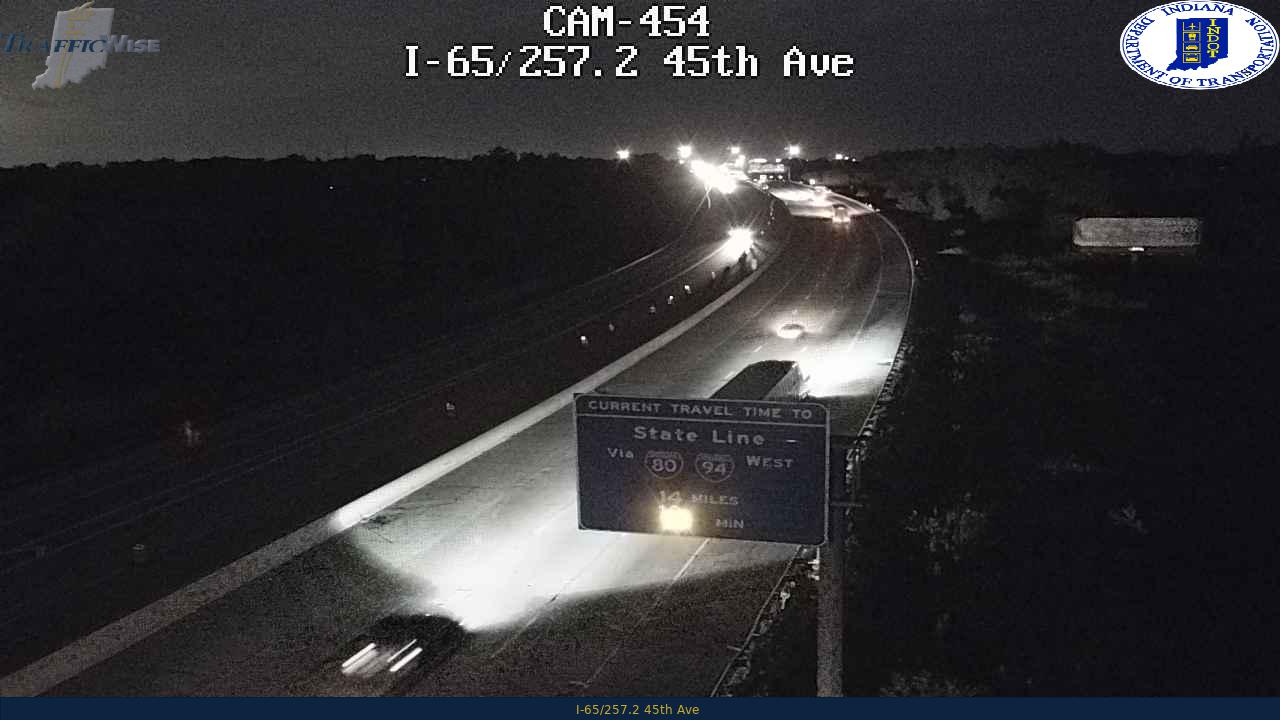 CAM-454
I-65/257.2 45th Ave
TRAFFICWISE
INDIANA
DEPARTMENT OF TRANSPORTATION
INDOT
CURRENT TRAVEL TIME TO
State Line
Via 80 94 WEST
14 MILES
MIN
I-65/257.2 45th Ave